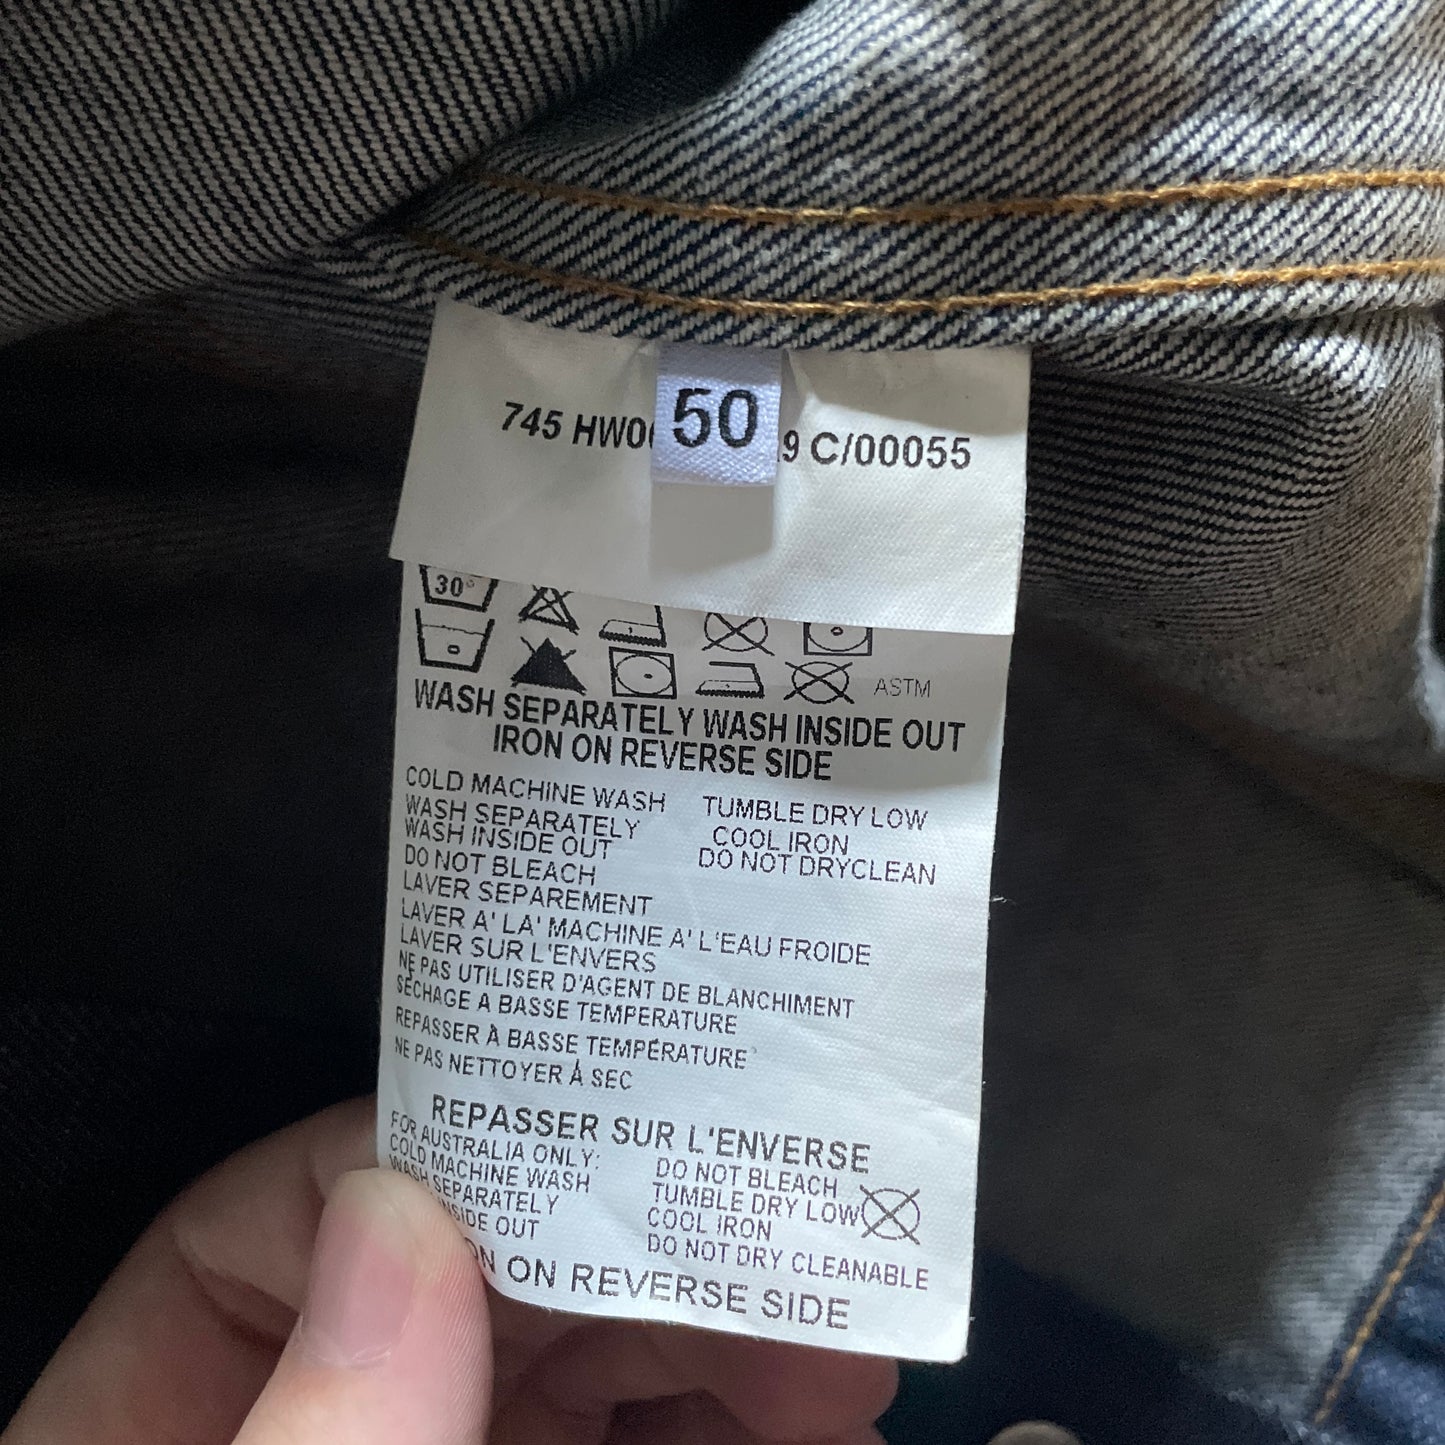 50
745 HW0 9 C/00055
30°
ASTM
WASH SEPARATELY WASH INSIDE OUT
IRON ON REVERSE SIDE
COLD MACHINE WASH TUMBLE DRY LOW
WASH SEPARATELY COOL IRON
WASH INSIDE OUT DO NOT DRYCLEAN
DO NOT BLEACH
LAVER SEPAREMENT
LAVER A' LA' MACHINE A' L'EAU FROIDE
LAVER SUR L'ENVERS
NE PAS UTILISER D'AGENT DE BLANCHIMENT
SÉCHAGE A BASSE TEMPERATURE
REPASSER À BASSE TEMPÉRATURE
NE PAS NETTOYER À SEC
REPASSER SUR L'ENVERSE
FOR AUSTRALIA ONLY:
COLD MACHINE WASH DO NOT BLEACH
WASH SEPARATELY TUMBLE DRY LOW
INSIDE OUT COOL IRON
DO NOT DRY CLEANABLE
ON ON REVERSE SIDE